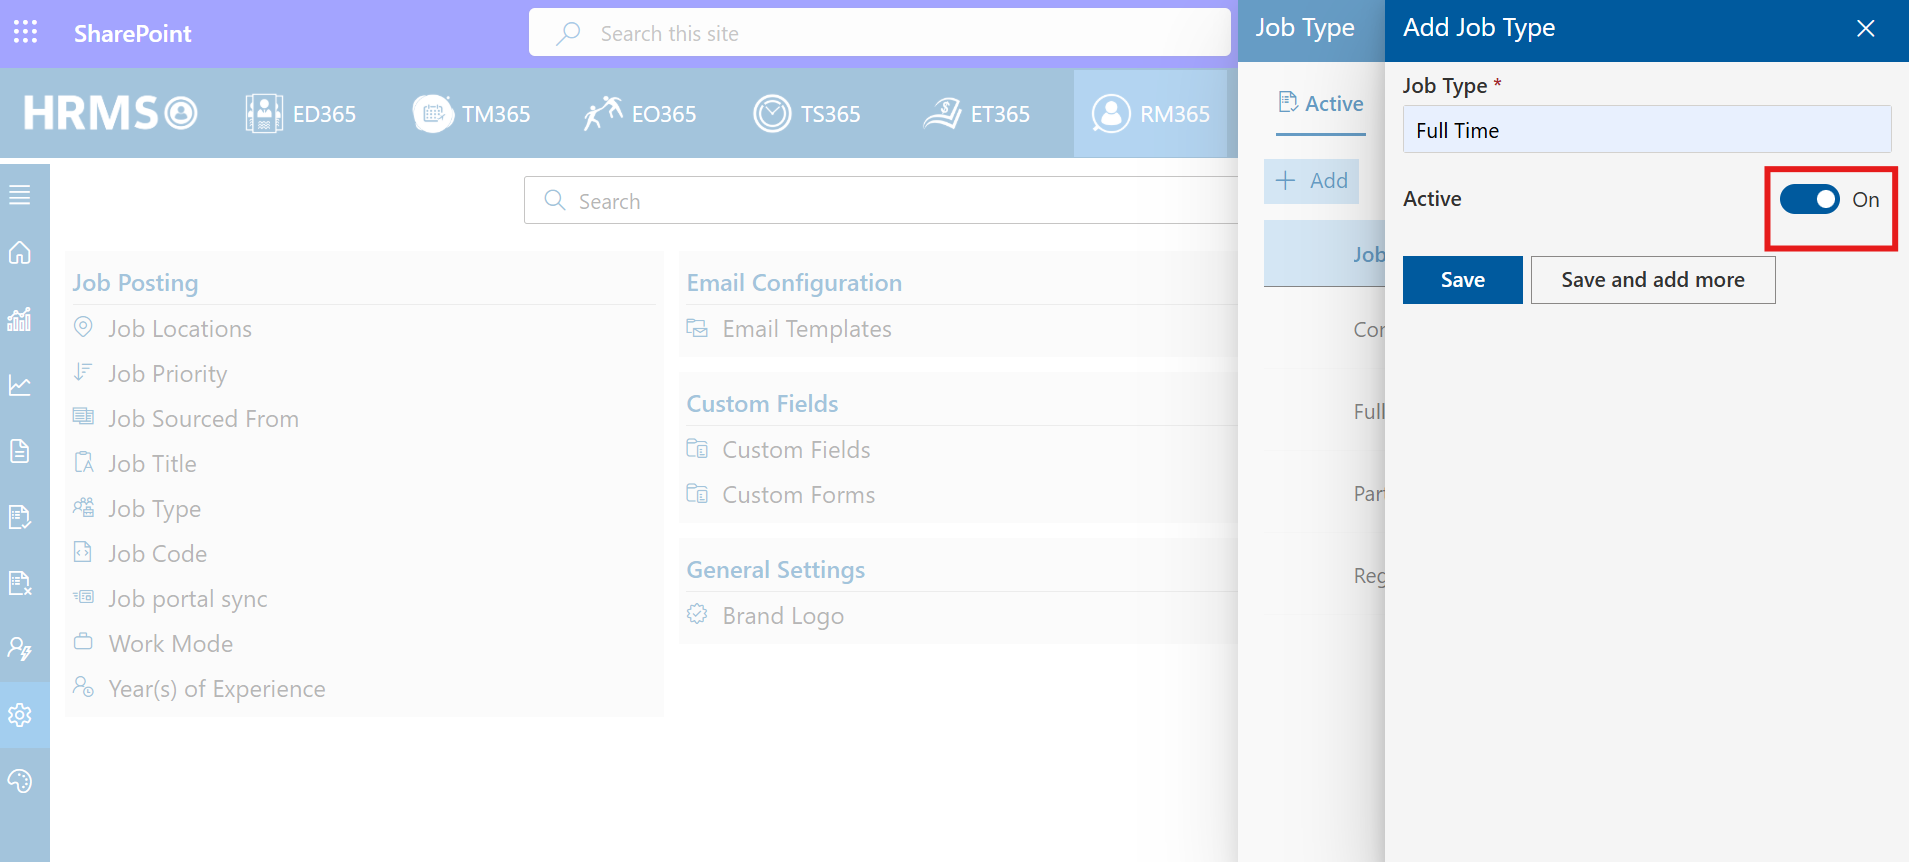 SharePoint
Search this site
HRMS
ED365
TM365
EO365
TS365
ET365
RM365
Search
Job Posting
Job Locations
Job Priority
Job Sourced From
Job Title
Job Type
Job Code
Job portal sync
Work Mode
Year(s) of Experience
Email Configuration
Email Templates
Custom Fields
Custom Fields
Custom Forms
General Settings
Brand Logo
Job Type
Active
Add
Job
Full
Part
Add Job Type
Job Type *
Full Time
Active
On
Save
Save and add more